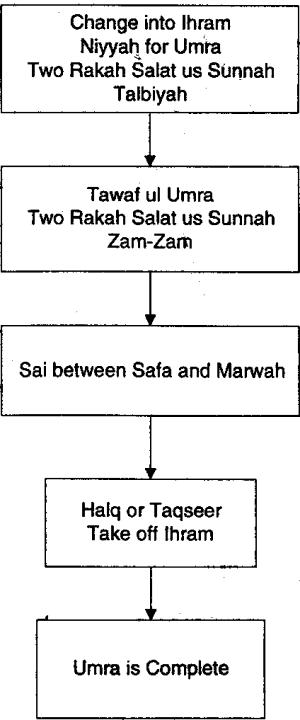 Change into Ihram
Niyyah for Umra
Two Rakah Salat us Sunnah
Talbiyah
Tawaf ul Umra
Two Rakah Salat us Sunnah
Zam-Zam
Sai between Safa and Marwah
Halq or Taqseer
Take off Ihram
Umra is Complete